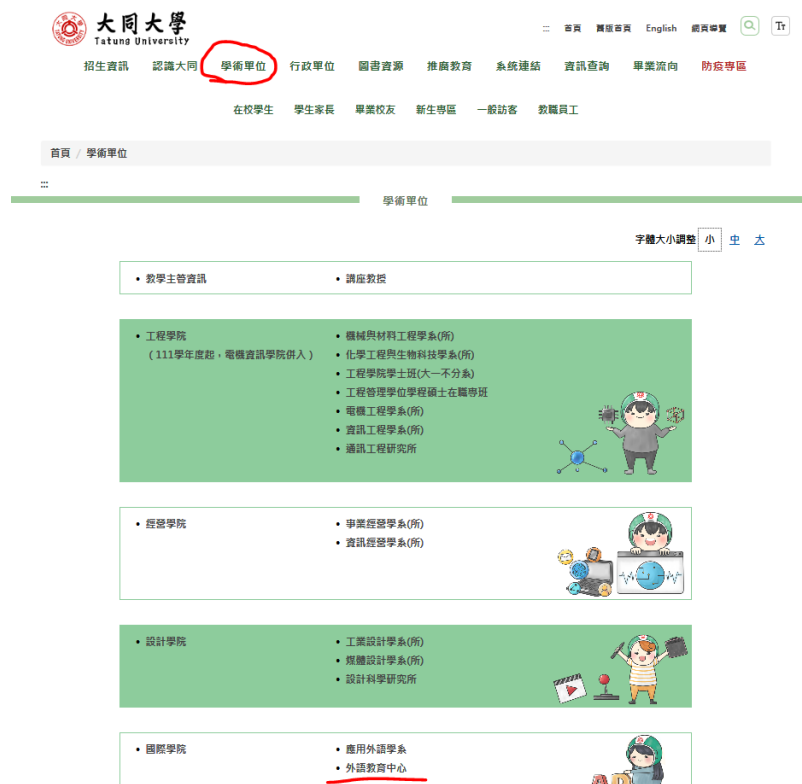 大同大學
Tatung University
::: 首頁 舊版首頁 English 網頁導覽 Tт
招生資訊 認識大同 學術單位 行政單位 圖書資源 推廣教育 系統連結 資訊查詢 畢業流向 防疫專區
在校學生 學生家長 畢業校友 新生專區 一般訪客 教職員工
首頁 / 學術單位
:::
學術單位
字體大小調整 小 中 大
• 教學主管資訊 • 講座教授
• 工程學院 • 機械與材料工程學系(所)
(111學年度起，電機資訊學院併入) • 化學工程與生物科技學系(所)
• 工程學院學士班(大一不分系)
• 工程管理學位學程碩士在職專班
• 電機工程學系(所)
• 資訊工程學系(所)
• 通訊工程研究所
• 經營學院 • 事業經營學系(所)
• 資訊經營學系(所)
• 設計學院 • 工業設計學系(所)
• 媒體設計學系(所)
• 設計科學研究所
• 國際學院 • 應用外語學系
• 外語教育中心